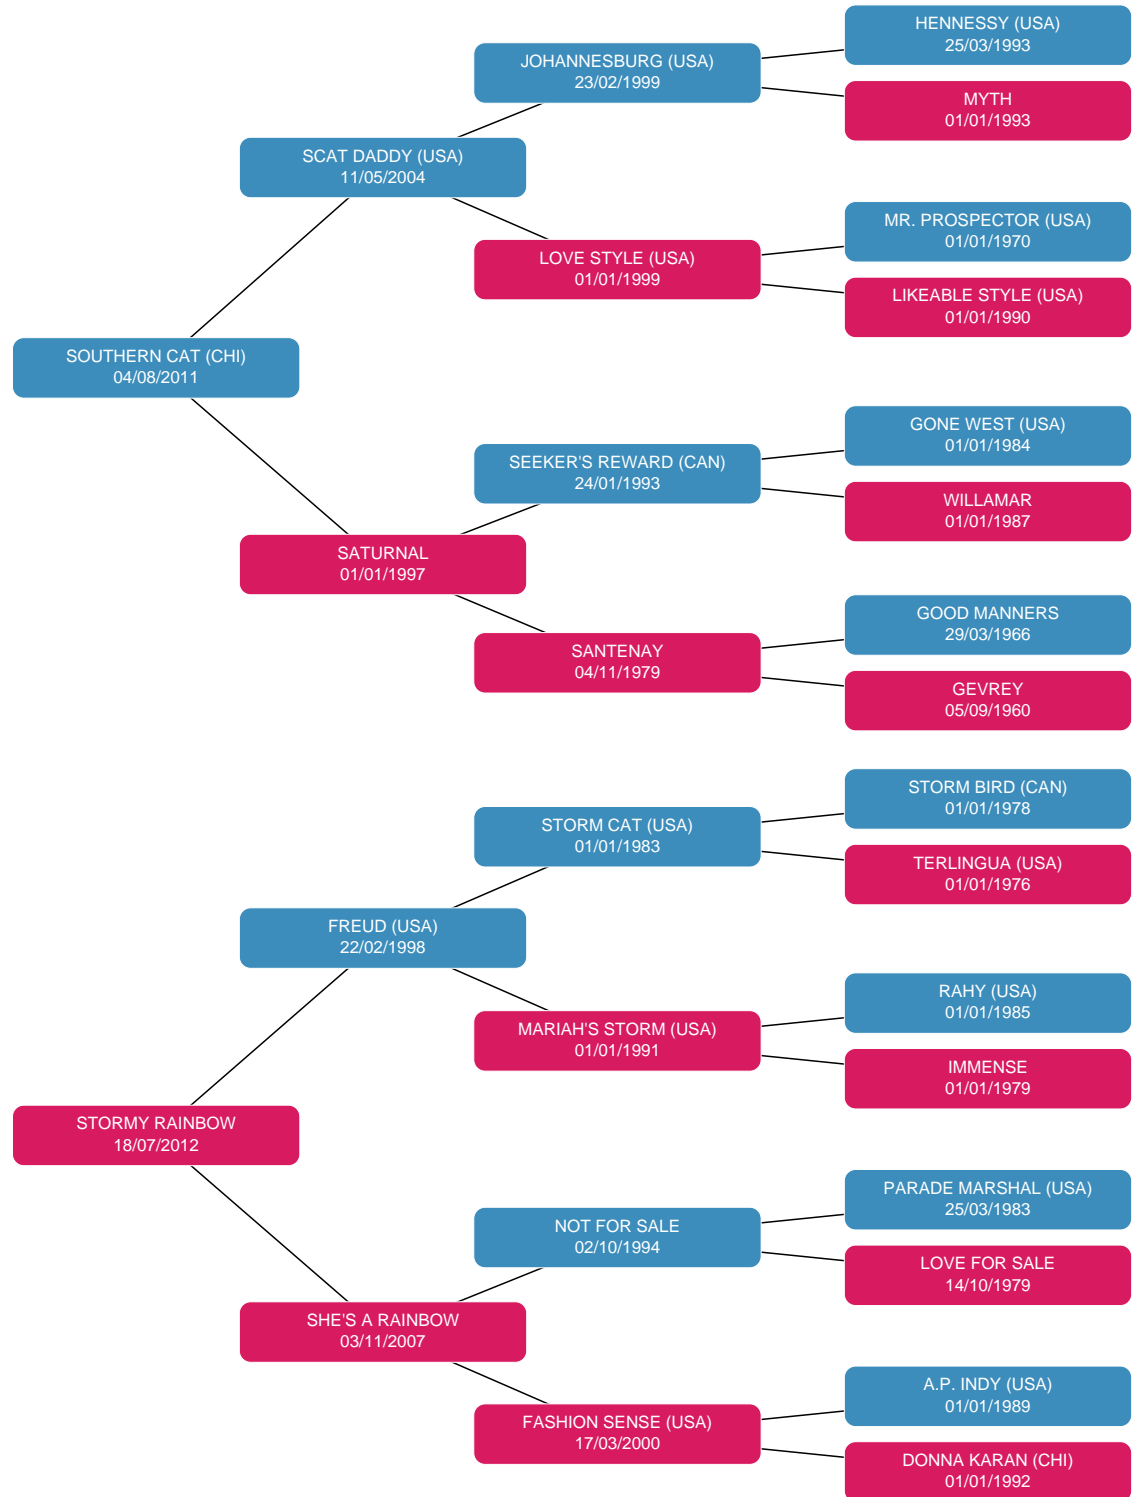 HENNESSY (USA)
25/03/1993
JOHANNESBURG (USA)
23/02/1999
MYTH
01/01/1993
SCAT DADDY (USA)
11/05/2004
MR. PROSPECTOR (USA)
01/01/1970
LOVE STYLE (USA)
01/01/1999
LIKEABLE STYLE (USA)
01/01/1990
SOUTHERN CAT (CHI)
04/08/2011
GONE WEST (USA)
01/01/1984
SEEKER'S REWARD (CAN)
24/01/1993
WILLAMAR
01/01/1987
SATURNAL
01/01/1997
GOOD MANNERS
29/03/1966
SANTENAY
04/11/1979
GEVREY
05/09/1960
STORM BIRD (CAN)
01/01/1978
STORM CAT (USA)
01/01/1983
TERLINGUA (USA)
01/01/1976
FREUD (USA)
22/02/1998
RAHY (USA)
01/01/1985
MARIAH'S STORM (USA)
01/01/1991
IMMENSE
01/01/1979
STORMY RAINBOW
18/07/2012
PARADE MARSHAL (USA)
25/03/1983
NOT FOR SALE
02/10/1994
LOVE FOR SALE
14/10/1979
SHE'S A RAINBOW
03/11/2007
A.P. INDY (USA)
01/01/1989
FASHION SENSE (USA)
17/03/2000
DONNA KARAN (CHI)
01/01/1992